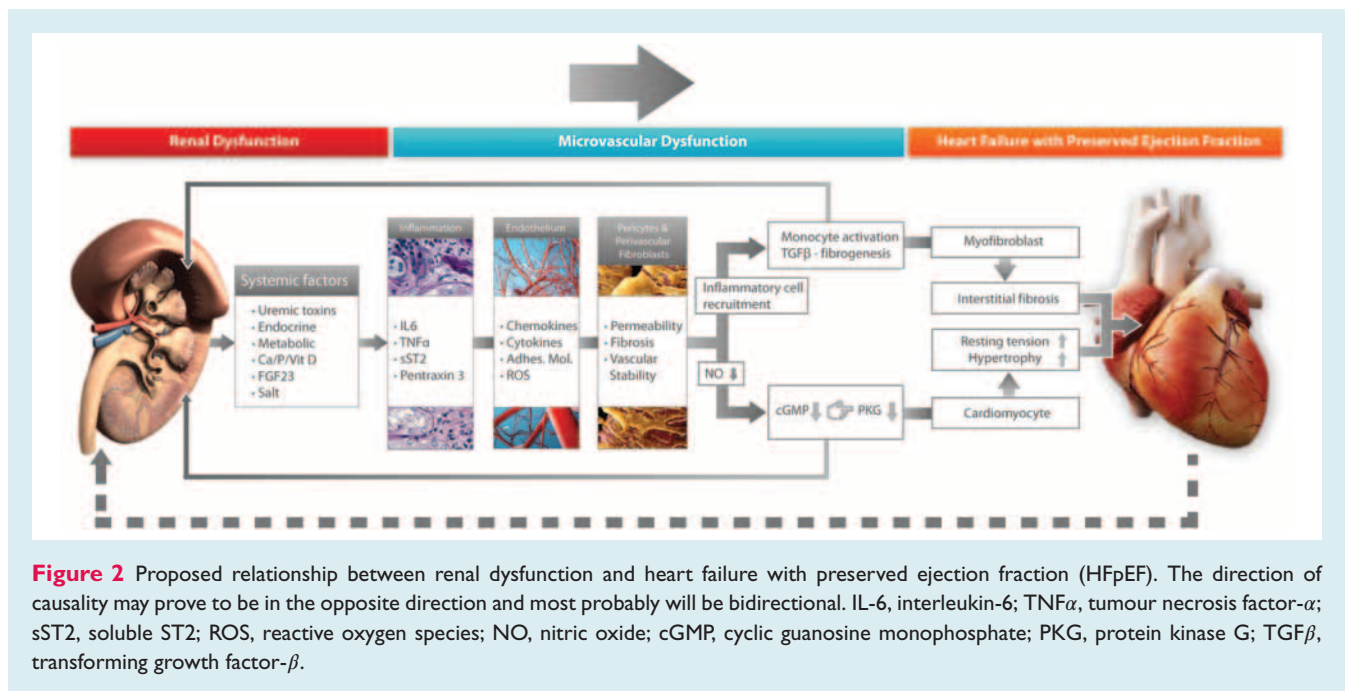 Renal Dysfunction
Microvascular Dysfunction
Heart Failure with Preserved Ejection Fraction
Systemic factors
• Uremic toxins
• Endocrine
• Metabolic
• Ca/P/Vit D
• FGF23
• Salt
Inflammation
• IL6
• TNFα
• sST2
• Pentraxin 3
Endothelium
• Chemokines
• Cytokines
• Adhes. Mol.
• ROS
Pericytes &
Perivascular
Fibroblasts
• Permeability
• Fibrosis
• Vascular
Stability
Inflammatory cell
recruitment
NO
Monocyte activation
TGFβ - fibrogenesis
cGMP PKG
Myofibroblast
Interstitial fibrosis
Resting tension
Hypertrophy
Cardiomyocyte
Figure 2 Proposed relationship between renal dysfunction and heart failure with preserved ejection fraction (HFpEF). The direction of
causality may prove to be in the opposite direction and most probably will be bidirectional. IL-6, interleukin-6; TNFα, tumour necrosis factor-α;
sST2, soluble ST2; ROS, reactive oxygen species; NO, nitric oxide; cGMP, cyclic guanosine monophosphate; PKG, protein kinase G; TGFβ,
transforming growth factor-β.